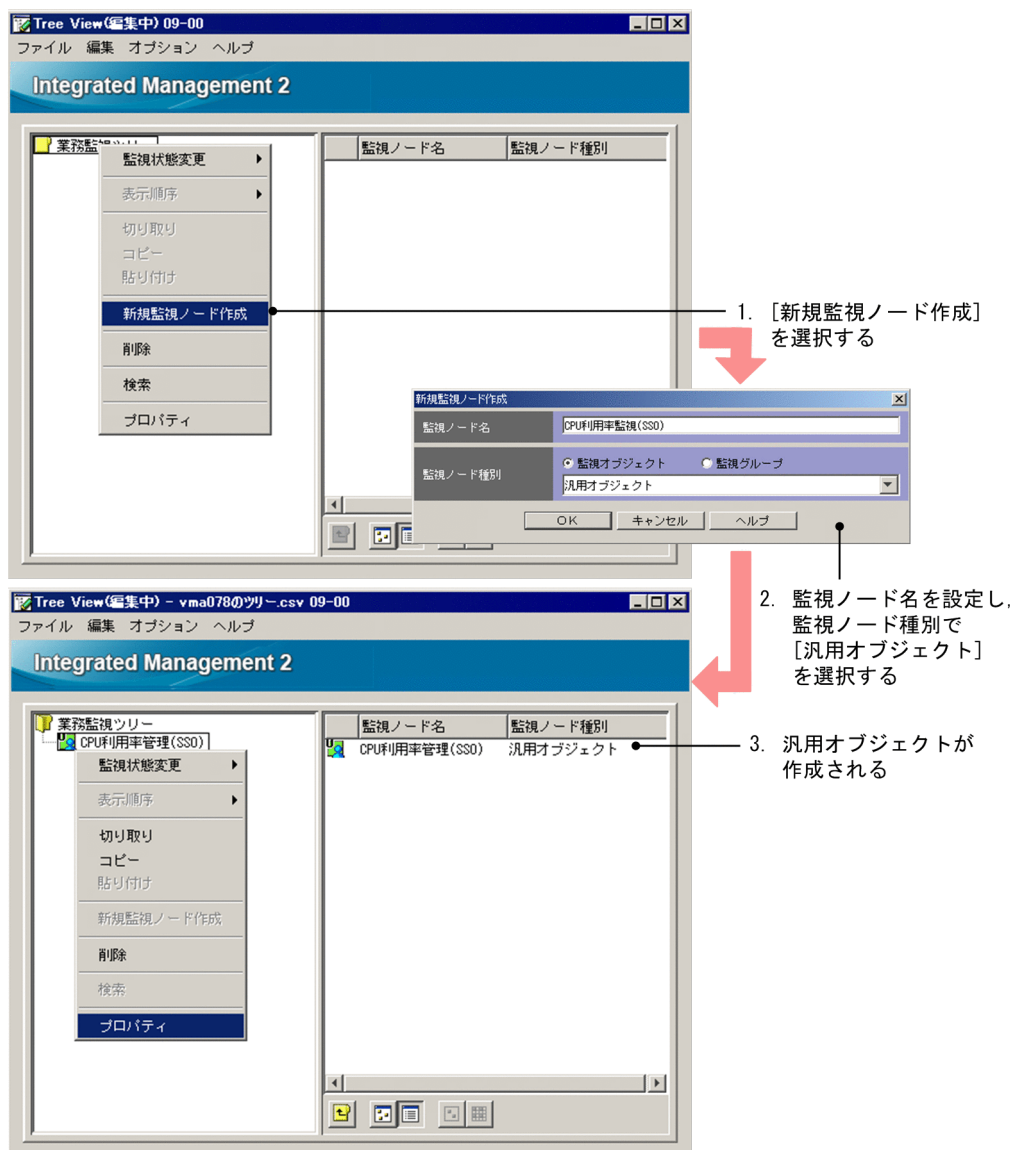 Tree View(編集中) 09-00
ファイル 編集 オプション ヘルプ
Integrated Management 2
業務監視ツリー
監視ノード名 監視ノード種別
監視状態変更
表示順序
切り取り
コピー
貼り付け
新規監視ノード作成
削除
検索
プロパティ
1. [新規監視ノード作成]
を選択する
新規監視ノード作成
監視ノード名 CPU利用率監視(SSO)
監視ノード種別 監視オブジェクト 監視グループ
汎用オブジェクト
OK キャンセル ヘルプ
2. 監視ノード名を設定し,
監視ノード種別で
[汎用オブジェクト]
を選択する
Tree View(編集中) - vma078のツリー.csv 09-00
ファイル 編集 オプション ヘルプ
Integrated Management 2
業務監視ツリー
CPU利用率管理(SSO)
監視ノード名 監視ノード種別
CPU利用率管理(SSO) 汎用オブジェクト
監視状態変更
表示順序
切り取り
コピー
貼り付け
新規監視ノード作成
削除
検索
プロパティ
3. 汎用オブジェクトが
作成される